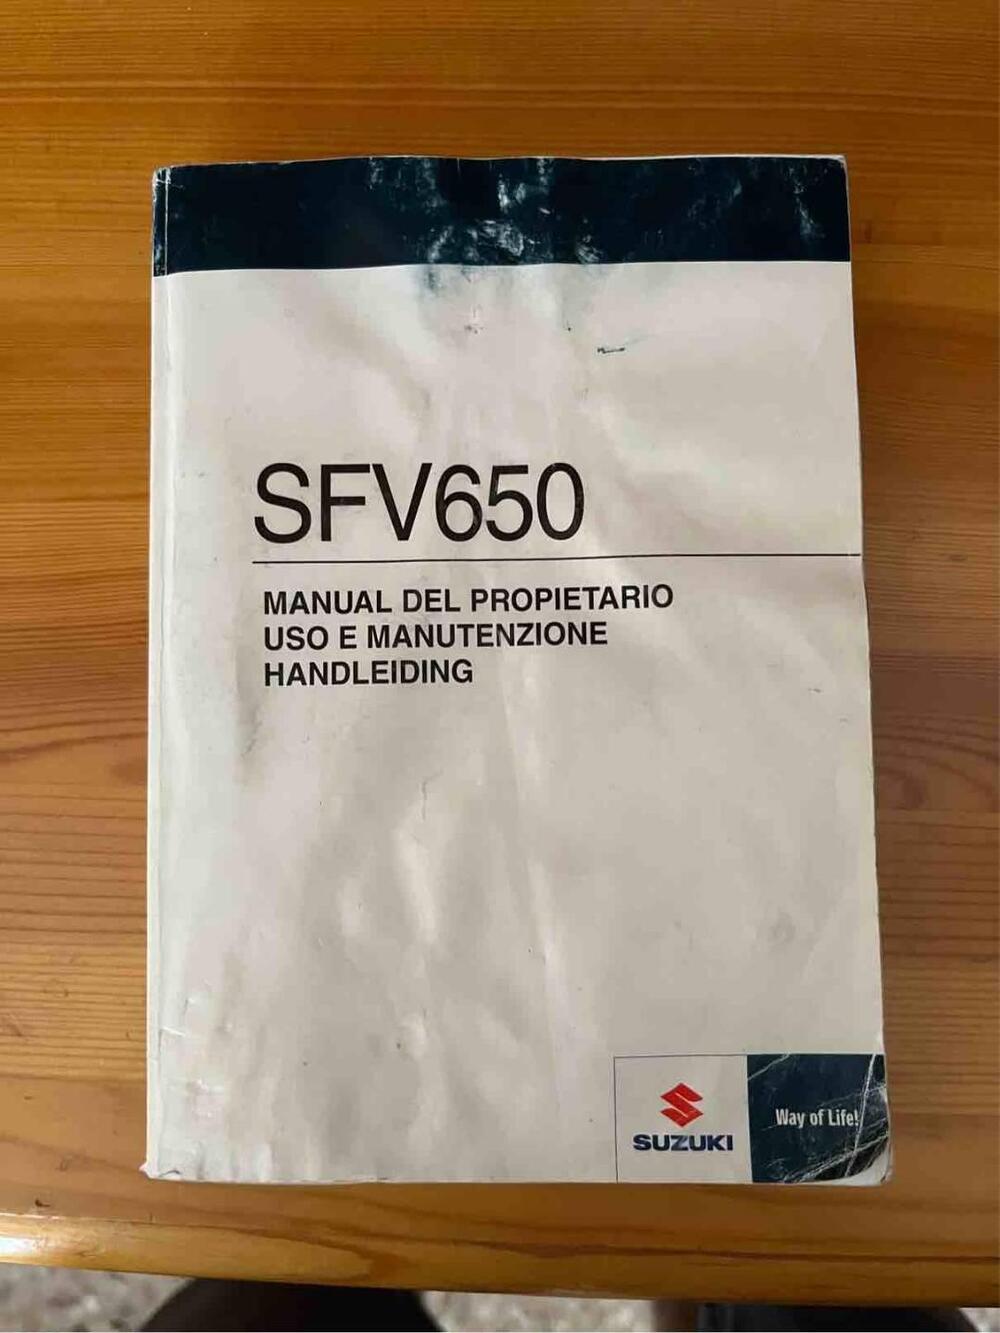 SFV650
MANUAL DEL PROPIETARIO
USO E MANUTENZIONE
HANDLEIDING
SUZUKI
Way of Life!